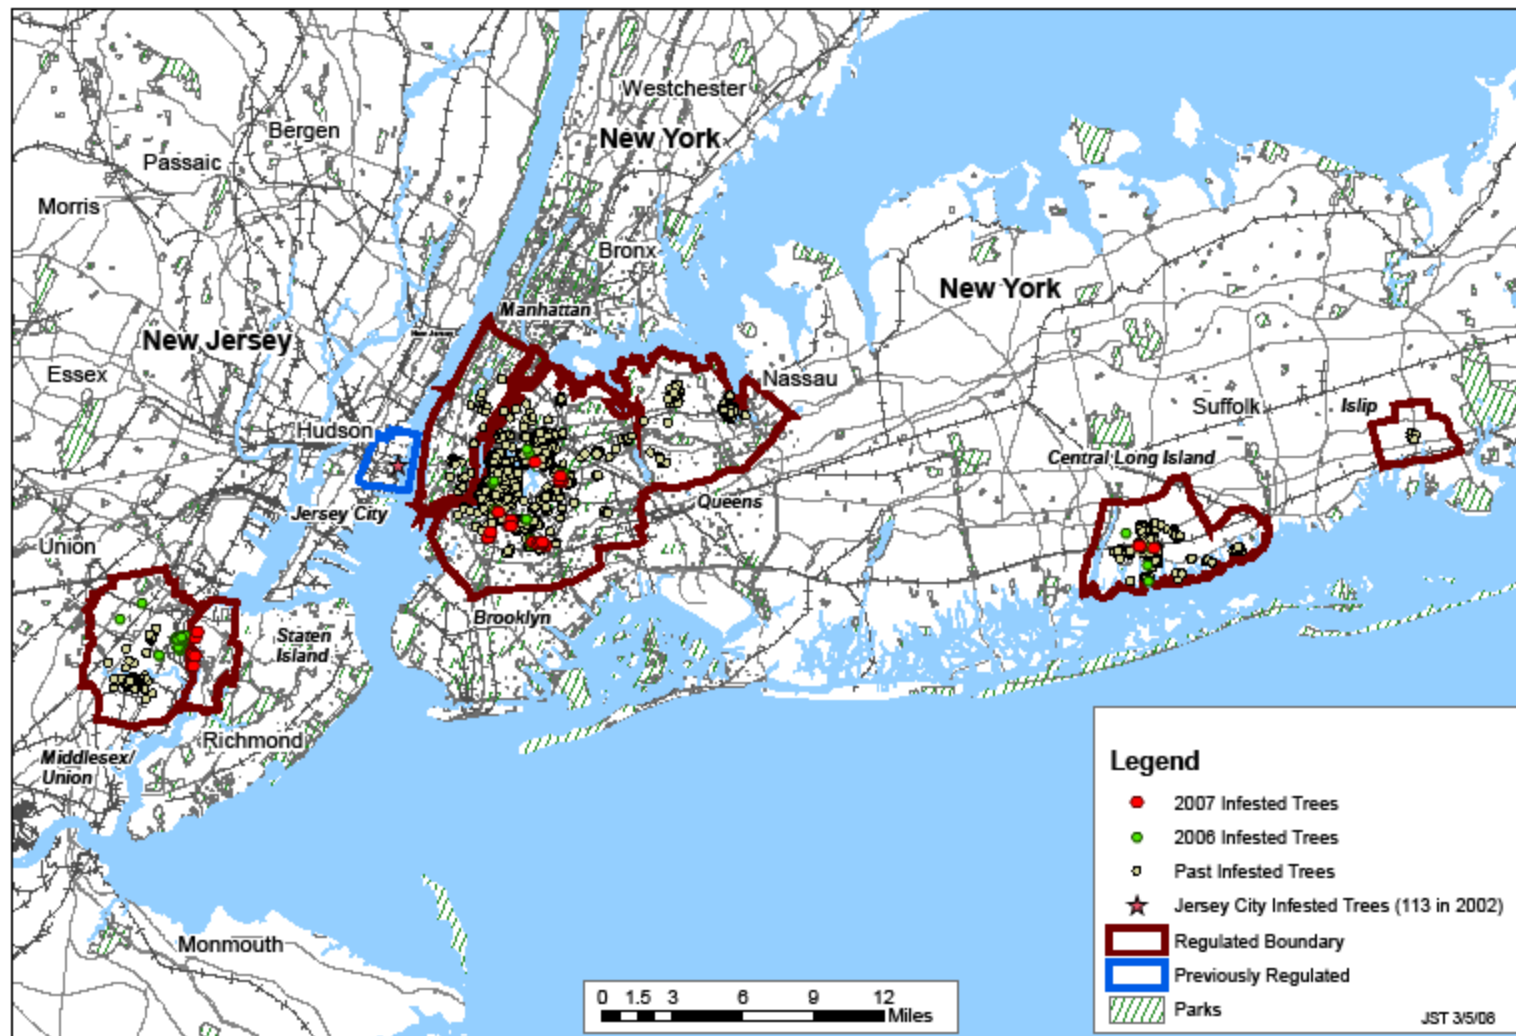 Westchester
New York
Bergen
Passaic
Morris
Bronx
New York
Manhattan
New Jersey
Essex
Nassau
Hudson
Suffolk
Islip
Central Long Island
Queens
Jersey City
Union
Brooklyn
Staten
Island
Richmond
Middlesex/
Union
Monmouth
Legend
2007 Infested Trees
2006 Infested Trees
Past Infested Trees
Jersey City Infested Trees (113 in 2002)
Regulated Boundary
Previously Regulated
Parks
JST 3/5/08
0 1.5 3 6 9 12
Miles